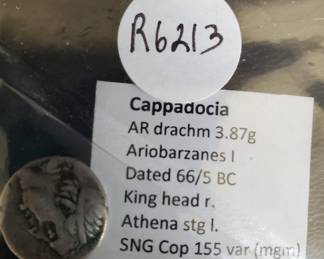 R6213
Cappadocia
AR drachm 3.87g
Ariobarzanes I
Dated 66/5 BC
King head r.
Athena stg l.
SNG Cop 155 var (mgm)